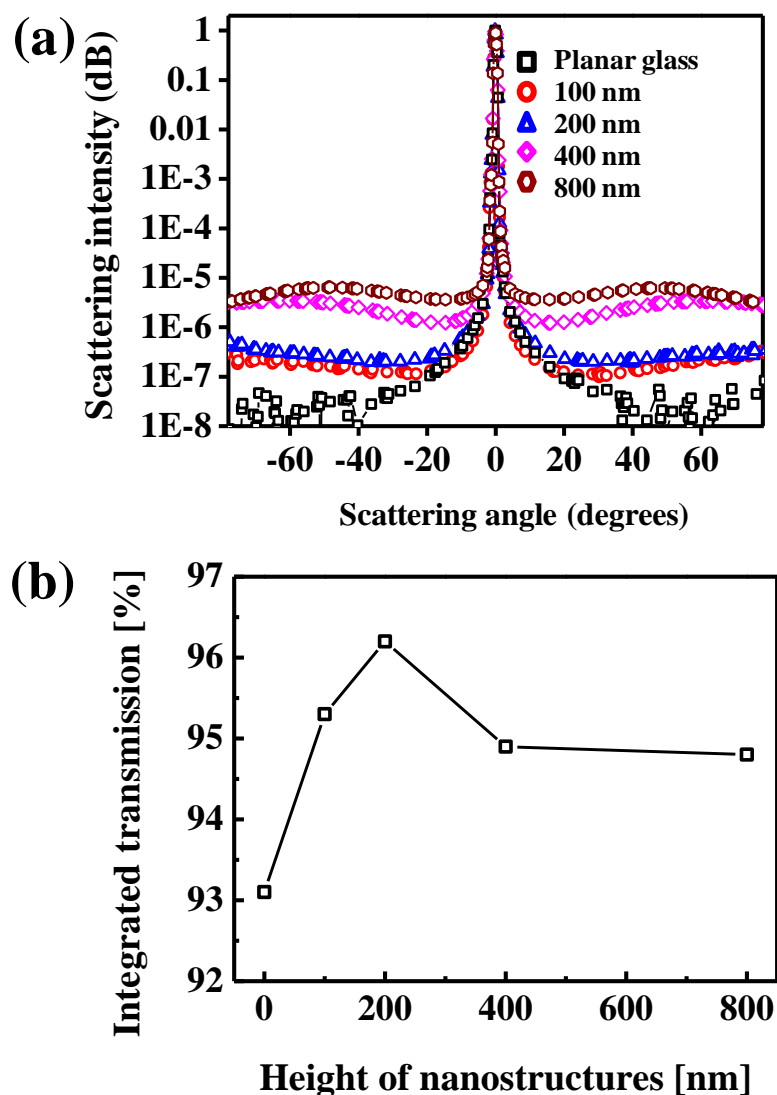 (a)
Scattering intensity (dB)
1
0.1
0.01
1E-3
1E-4
1E-5
1E-6
1E-7
1E-8
Planar glass
100 nm
200 nm
400 nm
800 nm
-60 -40 -20 0 20 40 60
Scattering angle (degrees)
(b)
Integrated transmission [%]
97
96
95
94
93
92
0 200 400 600 800
Height of nanostructures [nm]